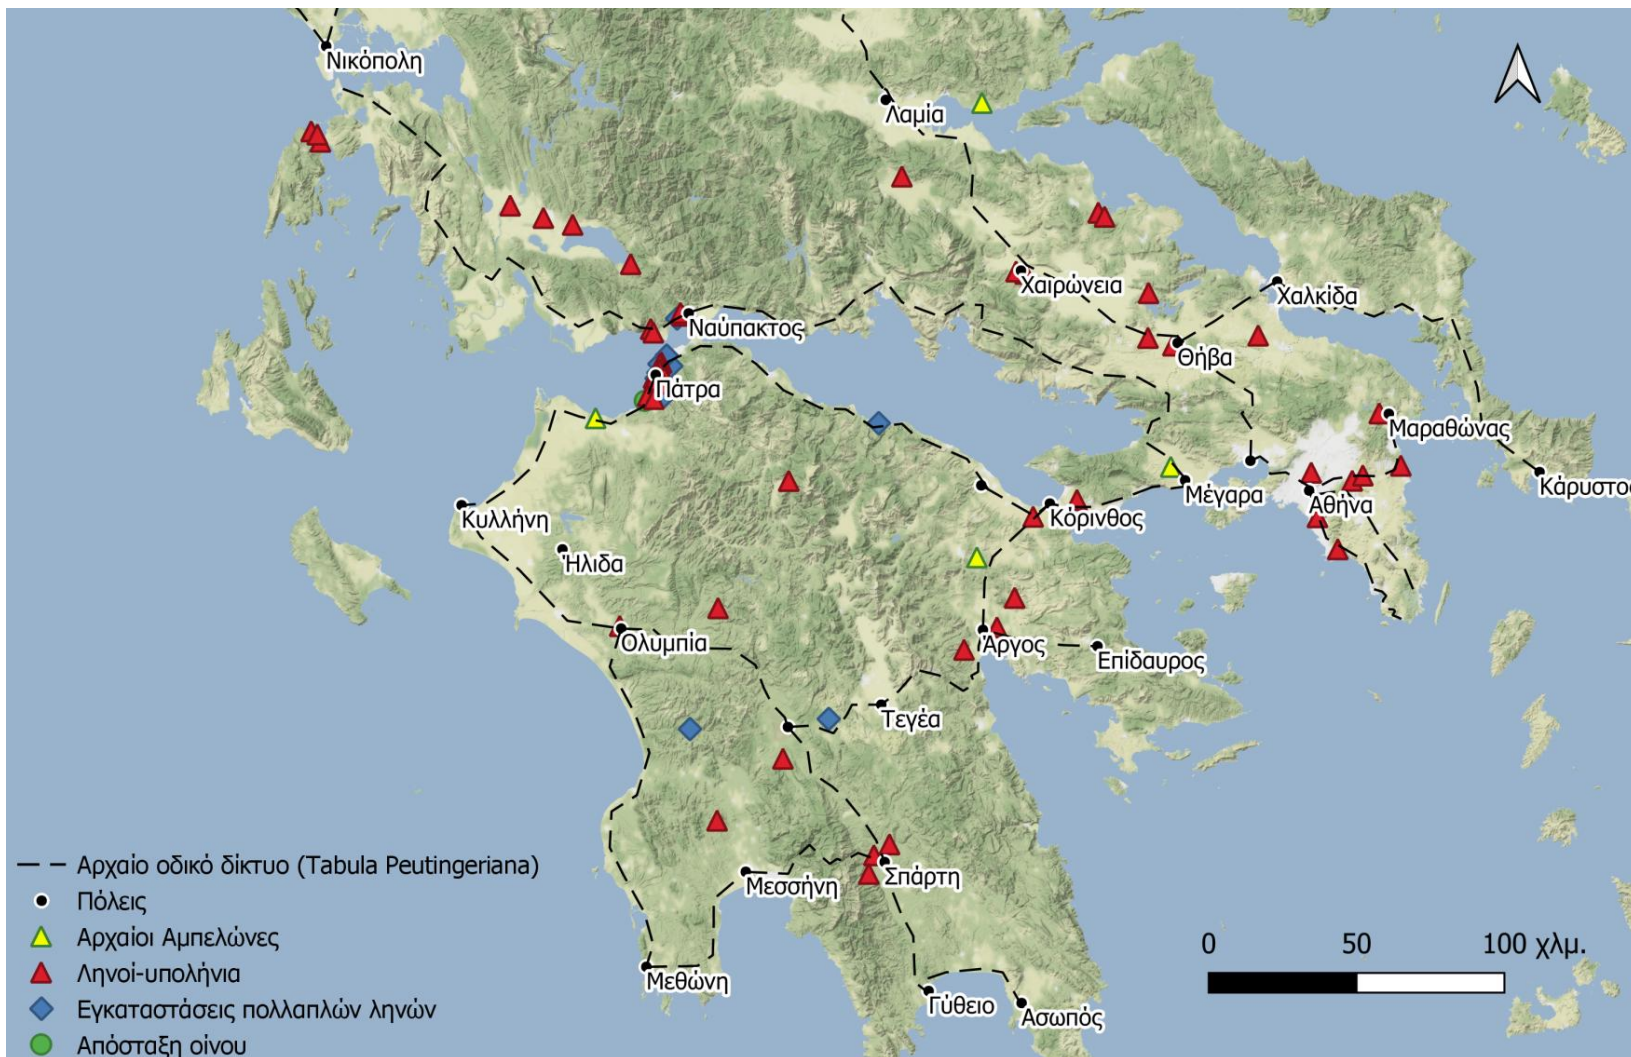 Νικόπολη
Λαμία
Χαιρώνεια
Χαλκίδα
Ναύπακτος
Θήβα
Πάτρα
Μαραθώνας
Κάρυστος
Μέγαρα
Αθήνα
Κυλλήνη
Κόρινθος
Ήλιδα
Ολυμπία
Άργος
Επίδαυρος
Τεγέα
Σπάρτη
Μεσσήνη
Μεθώνη
Γύθειο
Ασωπός
Αρχαίο οδικό δίκτυο (Tabula Peutingeriana)
Πόλεις
Αρχαίοι Αμπελώνες
Ληνοί-υπολήνια
Εγκαταστάσεις πολλαπλών ληνών
Απόσταξη οίνου
0 50 100 χλμ.